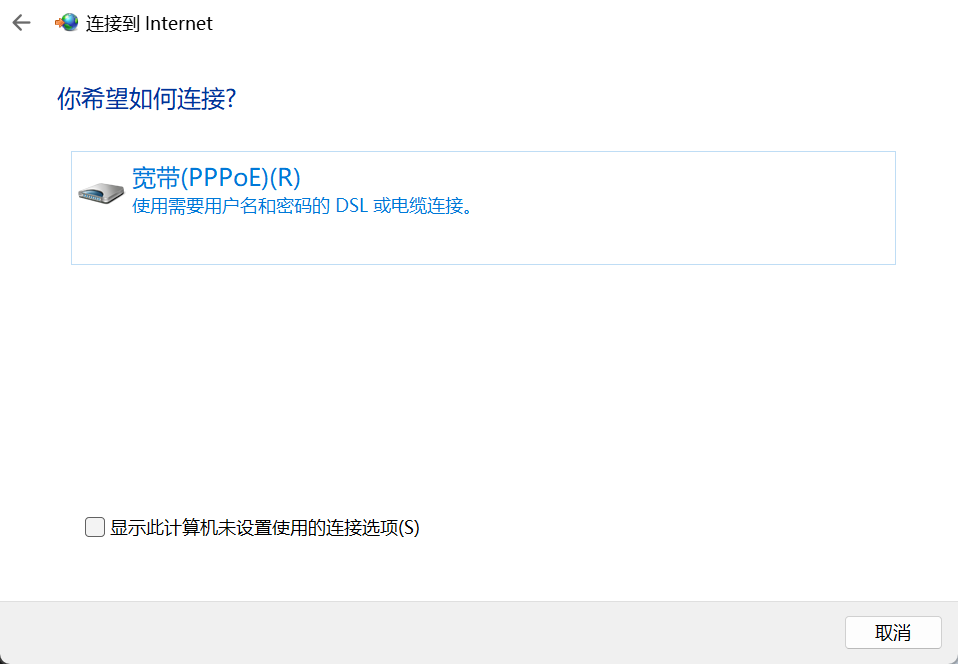 连接到 Internet
你希望如何连接?
宽带(PPPoE)(R)
使用需要用户名和密码的 DSL 或电缆连接。
显示此计算机未设置使用的连接选项(S)
取消